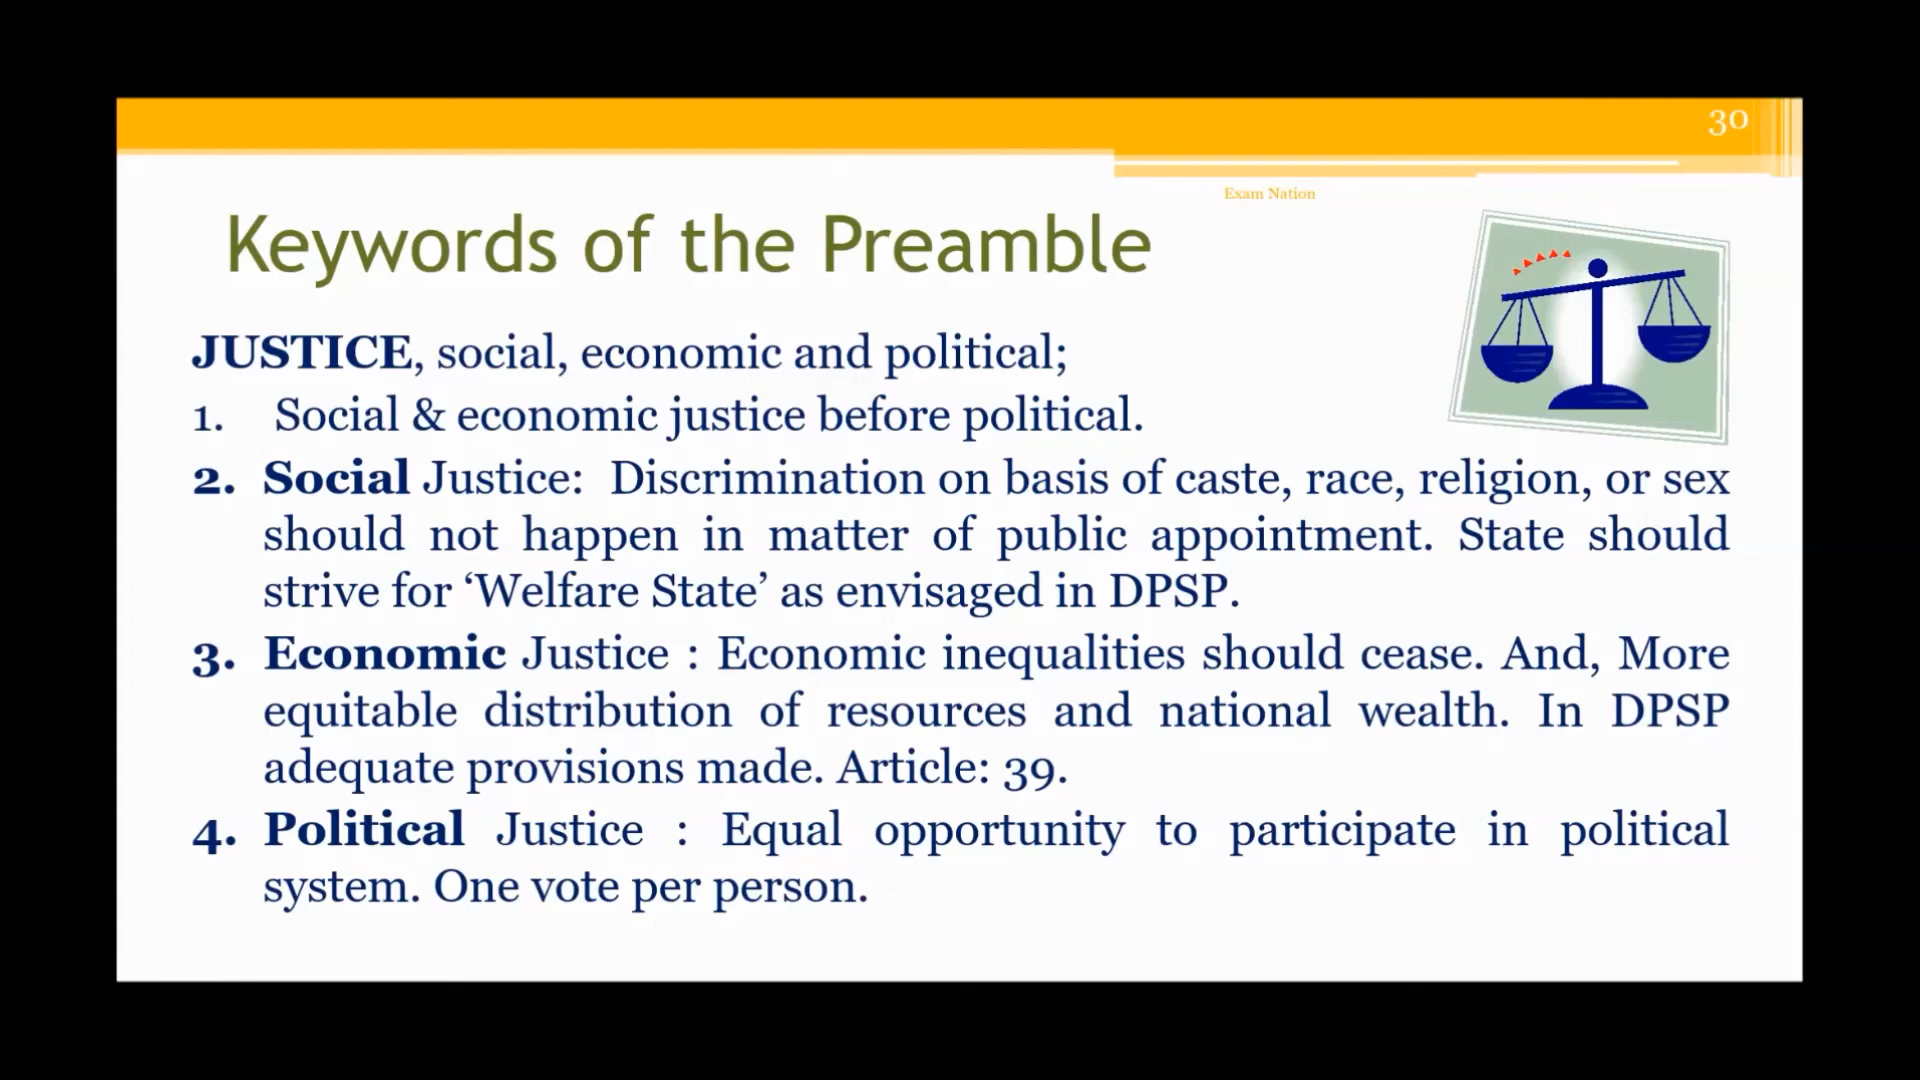 30
Exam Nation
Keywords of the Preamble
JUSTICE, social, economic and political;
1. Social & economic justice before political.
2. Social Justice: Discrimination on basis of caste, race, religion, or sex
should not happen in matter of public appointment. State should
strive for ‘Welfare State’ as envisaged in DPSP.
3. Economic Justice : Economic inequalities should cease. And, More
equitable distribution of resources and national wealth. In DPSP
adequate provisions made. Article: 39.
4. Political Justice : Equal opportunity to participate in political
system. One vote per person.